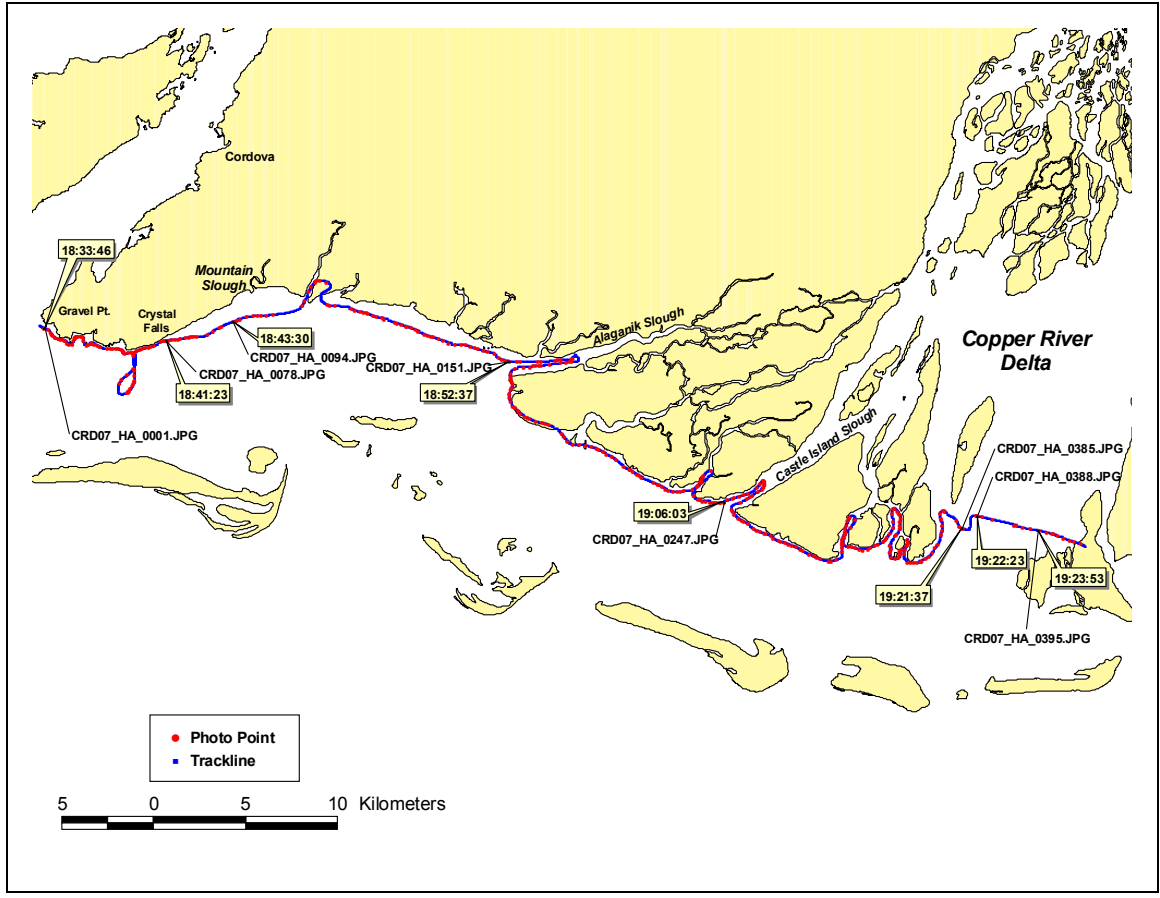 Cordova
18:33:46
Mountain
Slough
Gravel Pt.
Crystal
Falls
18:43:30
CRD07_HA_0094.JPG
CRD07_HA_0078.JPG
18:41:23
CRD07_HA_0001.JPG
Alaganik Slough
CRD07_HA_0151.JPG
18:52:37
Copper River
Delta
Castle Island Slough
CRD07_HA_0385.JPG
CRD07_HA_0388.JPG
19:06:03
CRD07_HA_0247.JPG
19:22:23
19:23:53
19:21:37
CRD07_HA_0395.JPG
Photo Point
Trackline
5 0 5 10 Kilometers